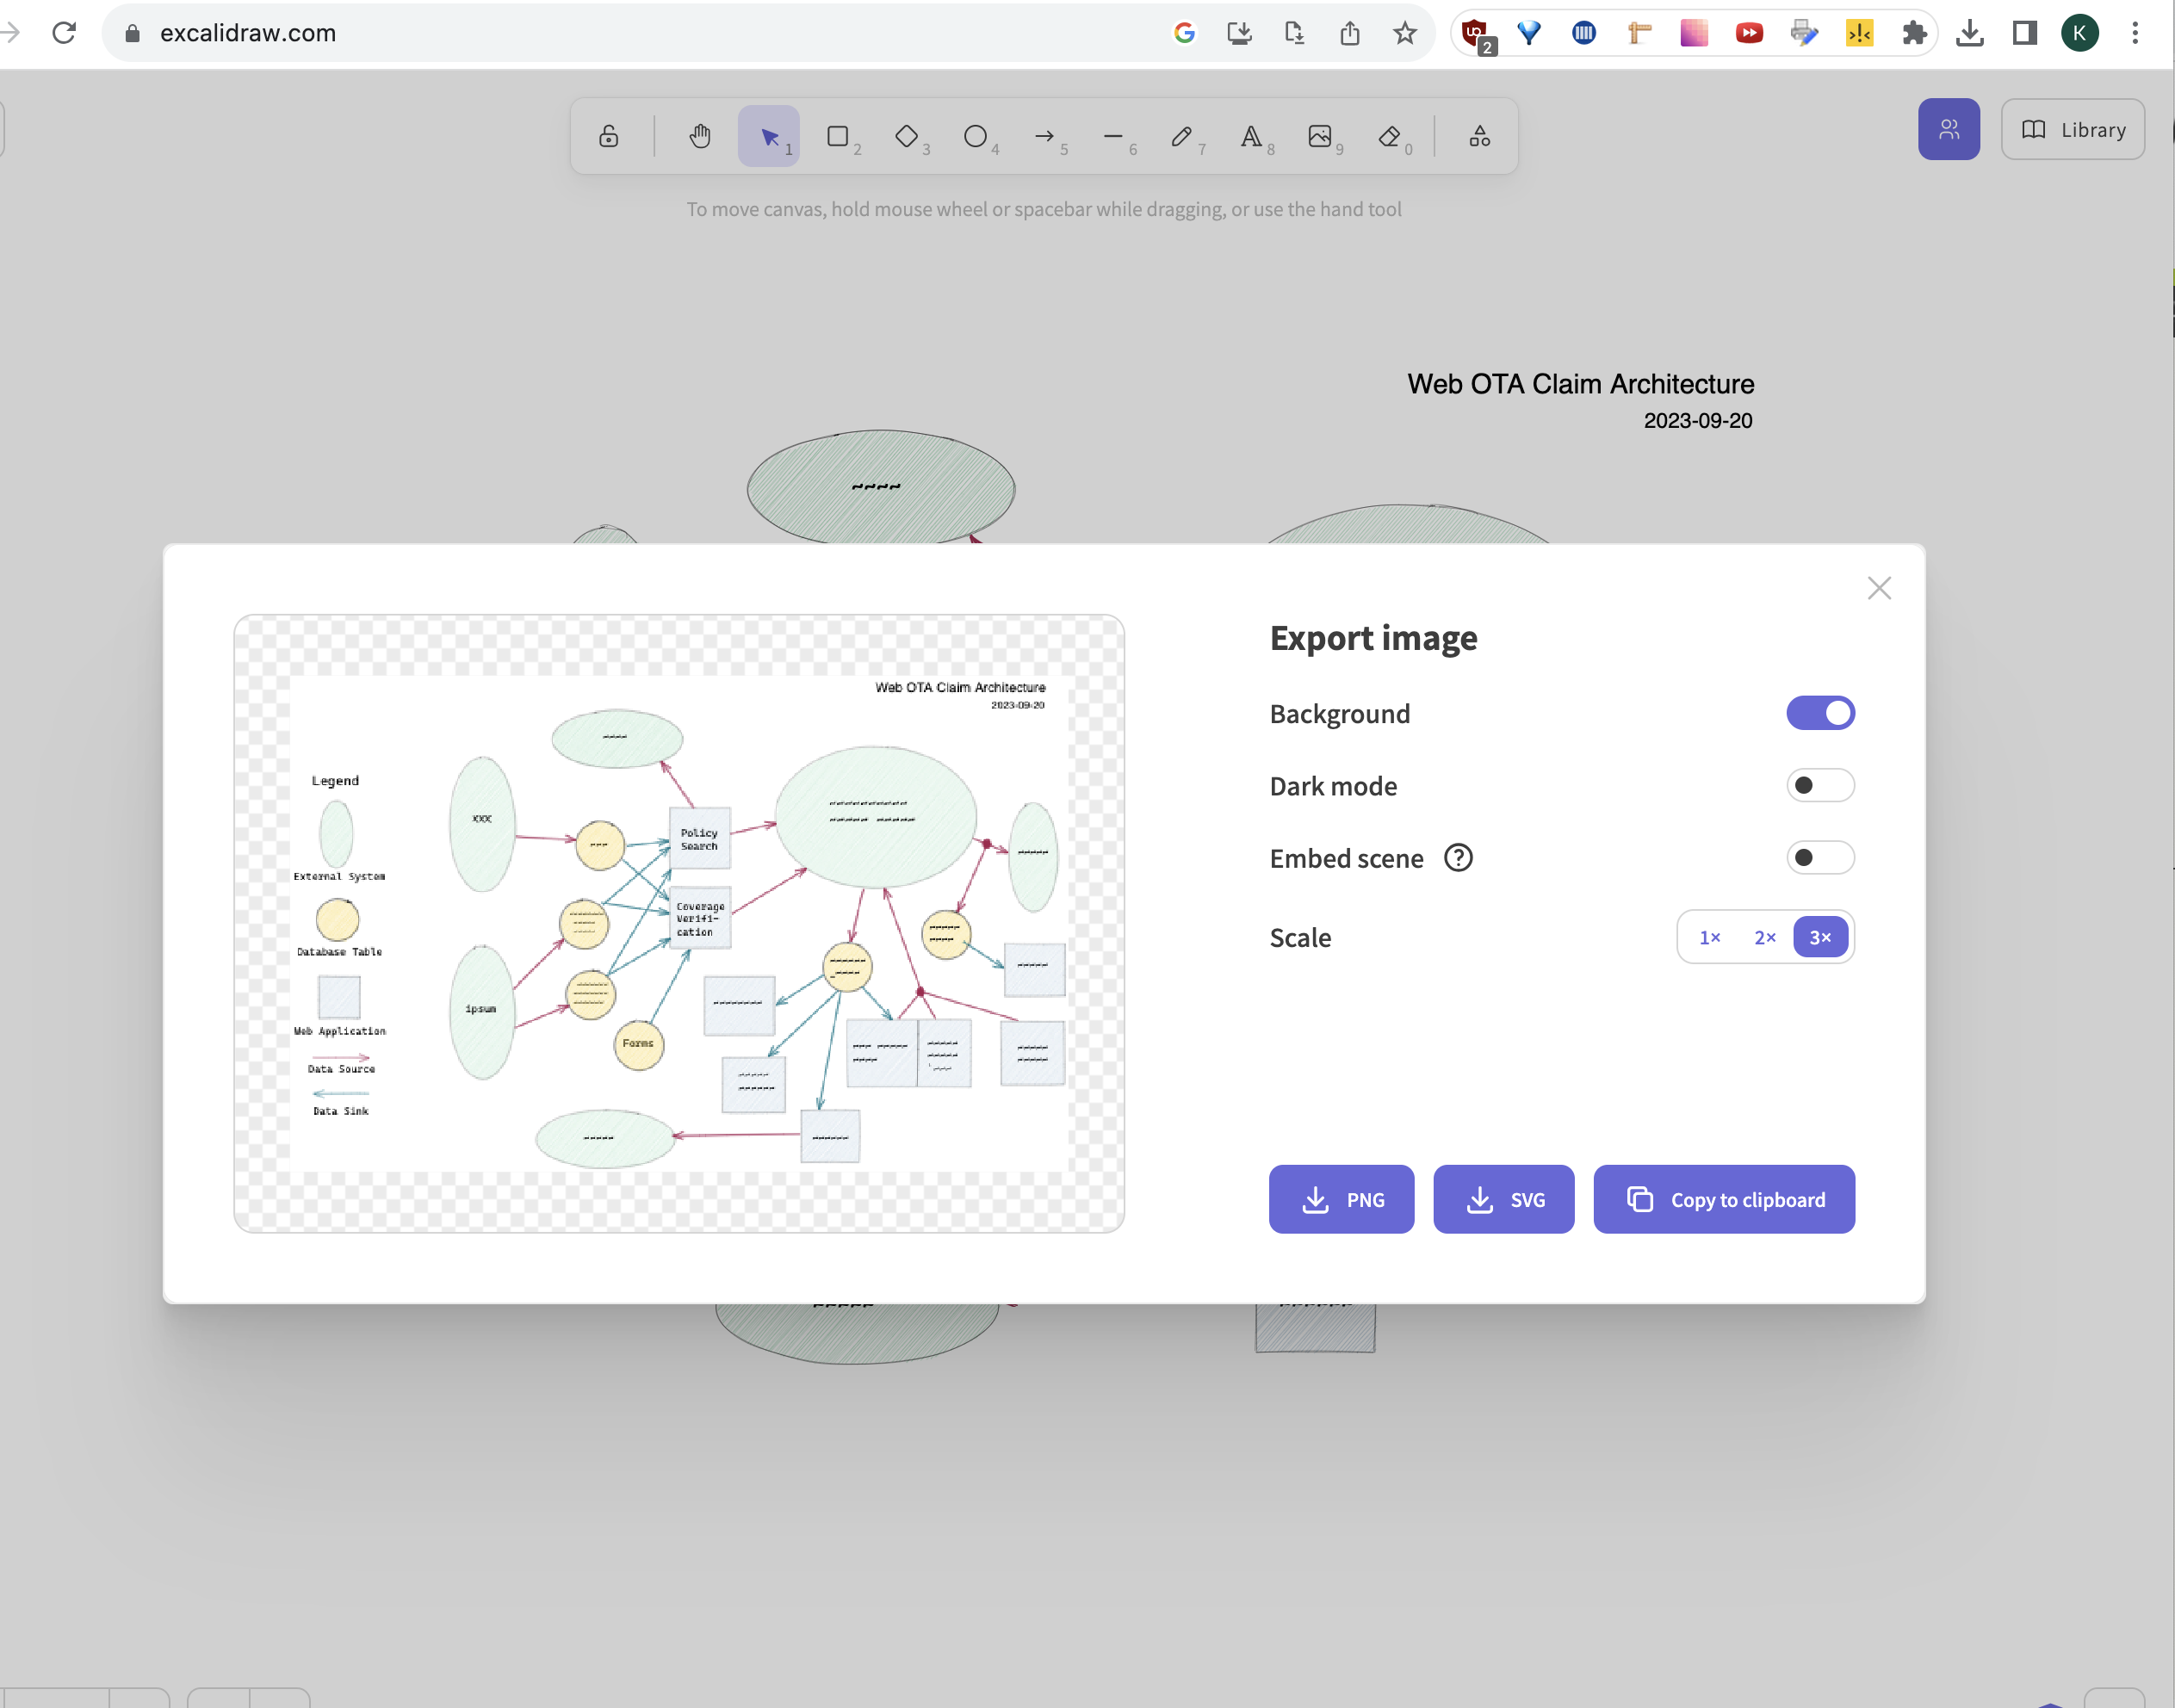 excalidraw.com
2
K
1
2
3
4
5
6
7
8
9
0
Library
To move canvas, hold mouse wheel or spacebar while dragging, or use the hand tool
Web OTA Claim Architecture
2023-09-20
~~~~
Export image
Background
Dark mode
Embed scene
?
Scale
1×
2×
3×
PNG
SVG
Copy to clipboard
Web OTA Claim Architecture
2023-09-20
Legend
External System
Database Table
Web Application
Data Source
Data Sink
xxx
ipsum
Forms
Policy
Search
Coverage
Verifi-
cation